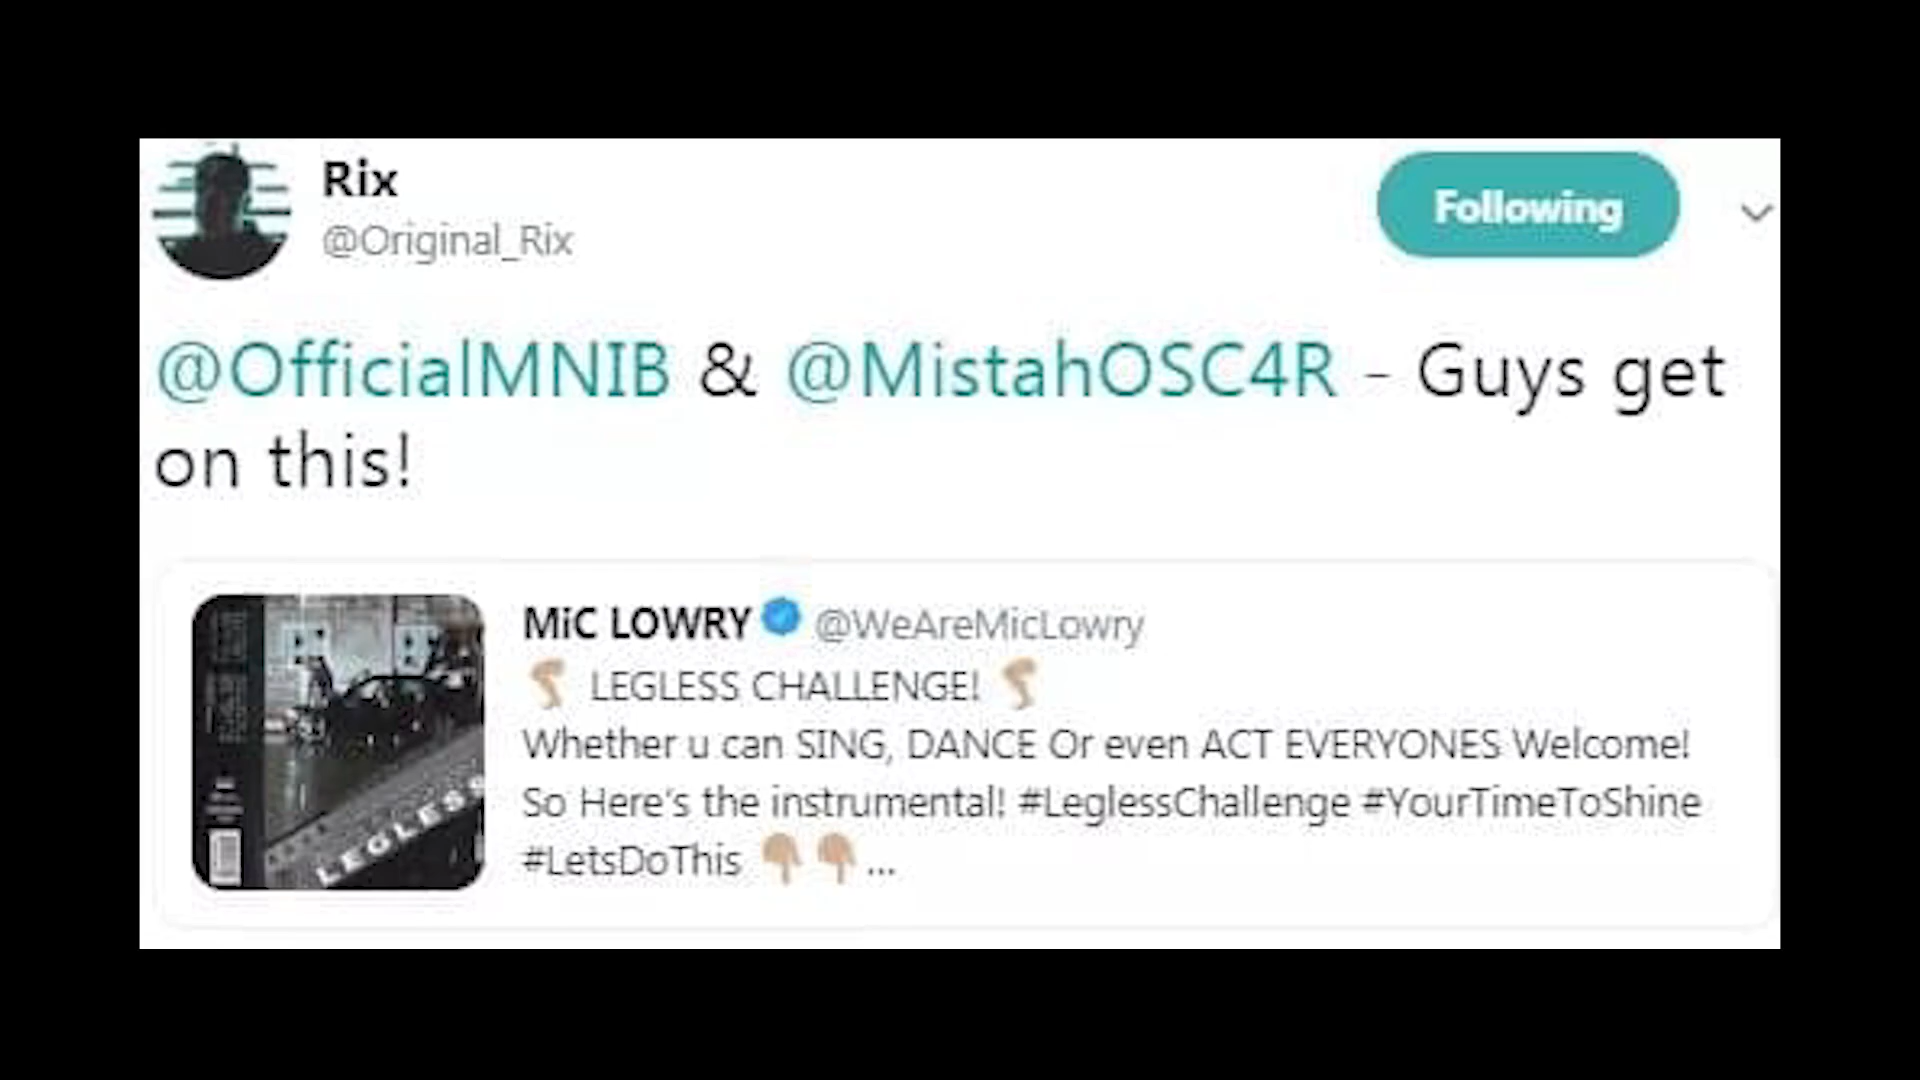 Rix
@Original_Rix
Following
@OfficialMNIB & @MistahOSC4R - Guys get
on this!
MiC LOWRY @WeAreMicLowry
LEGLESS CHALLENGE!
Whether u can SING, DANCE Or even ACT EVERYONES Welcome!
So Here's the instrumental! #LeglessChallenge #YourTimeToShine
#LetsDoThis 👇🏼👇🏼...
LEGLESS